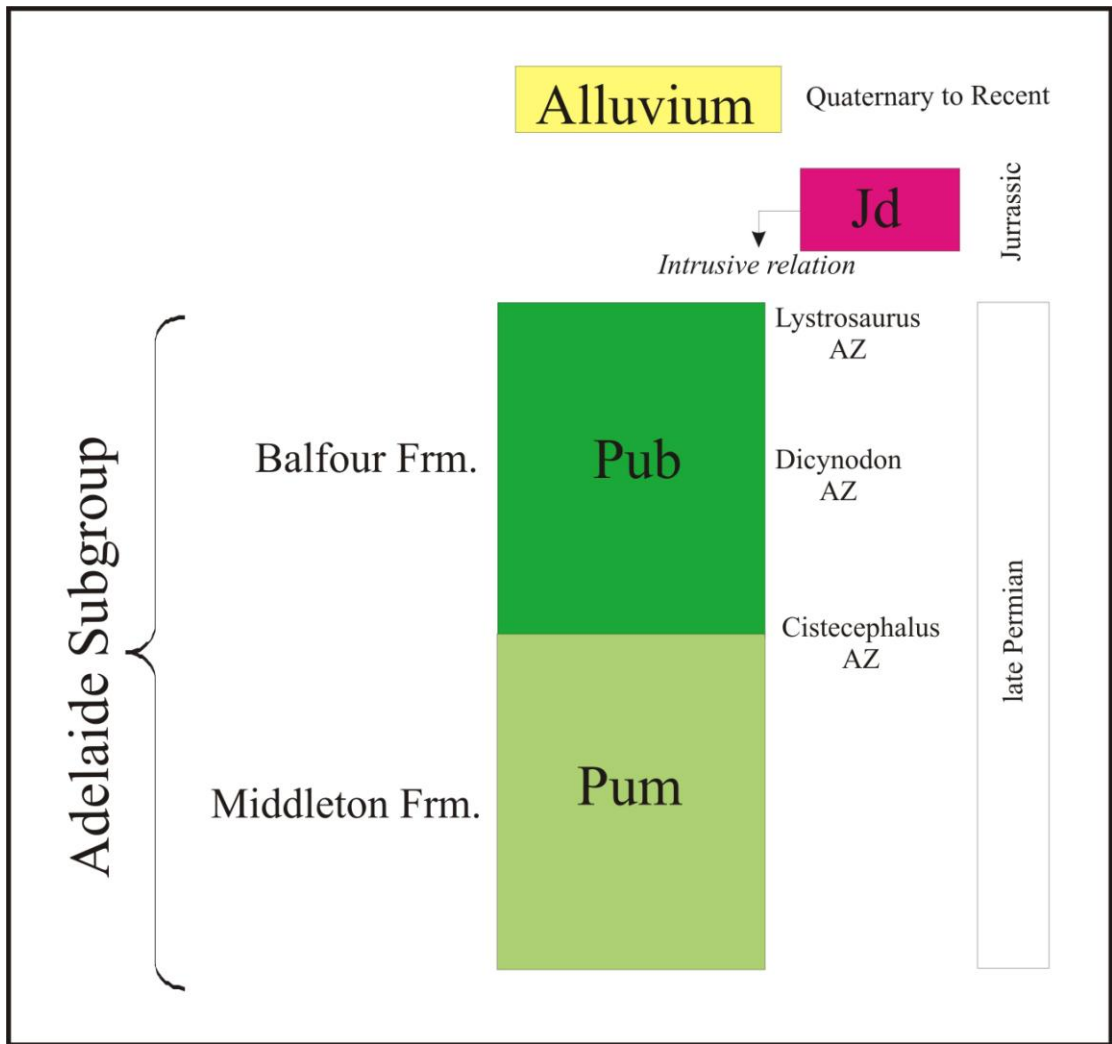 Alluvium
Quaternary to Recent
Jd
Jurrassic
Intrusive relation
Lystrosaurus
AZ
Adelaide Subgroup
Balfour Frm.
Pub
Dicynodon
AZ
Cistecephalus
AZ
late Permian
Middleton Frm.
Pum